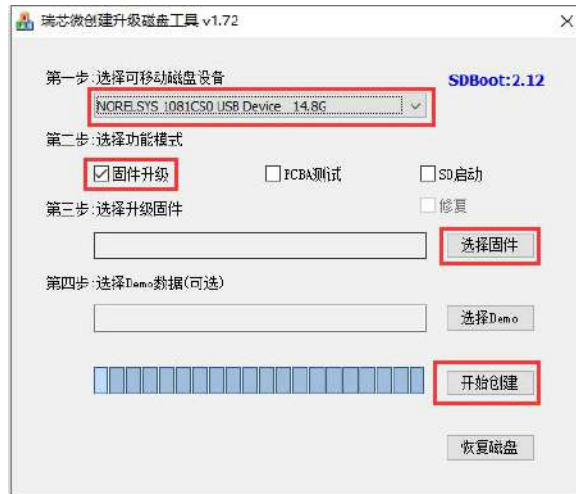 瑞芯微创建升级磁盘工具 v1.72
第一步:选择可移动磁盘设备
SDBoot:2.12
NORELSYS 1081CS0 USB Device 14.8G
第二步:选择功能模式
固件升级
PCBA测试
SD启动
第三步:选择升级固件
修复
选择固件
第四步:选择Demo数据(可选)
选择Demo
开始创建
恢复磁盘